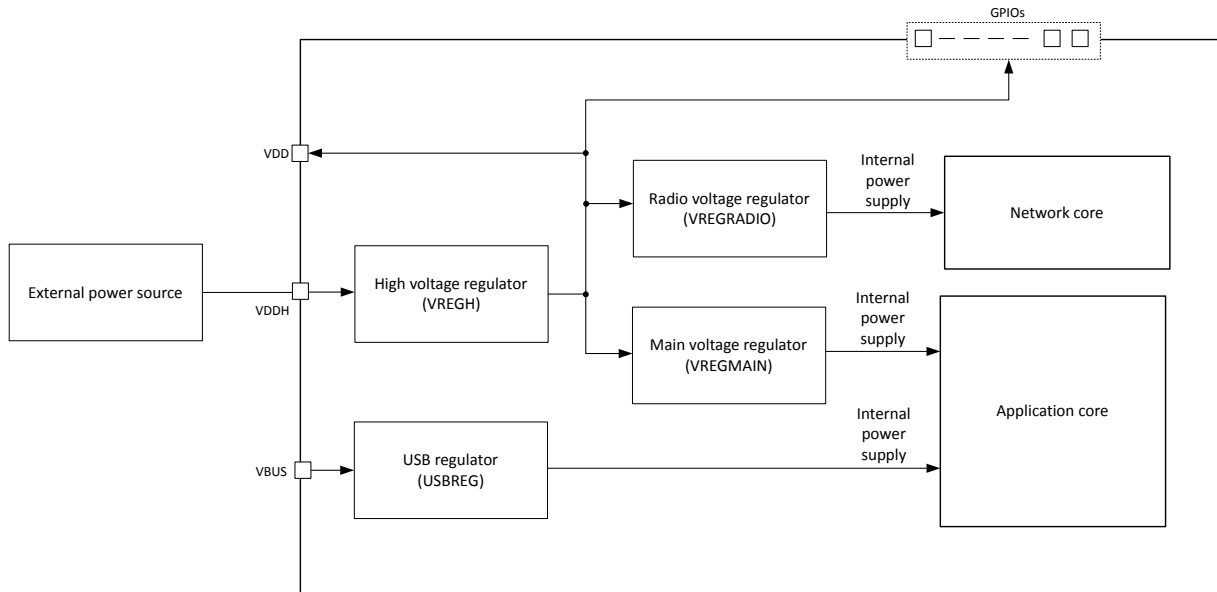 GPIOs
VDD
Radio voltage regulator
(VREGRADIO)
Internal
power
supply
Network core
External power source
VDDH
High voltage regulator
(VREGH)
Main voltage regulator
(VREGMAIN)
Internal
power
supply
Application core
VBUS
USB regulator
(USBREG)
Internal
power
supply